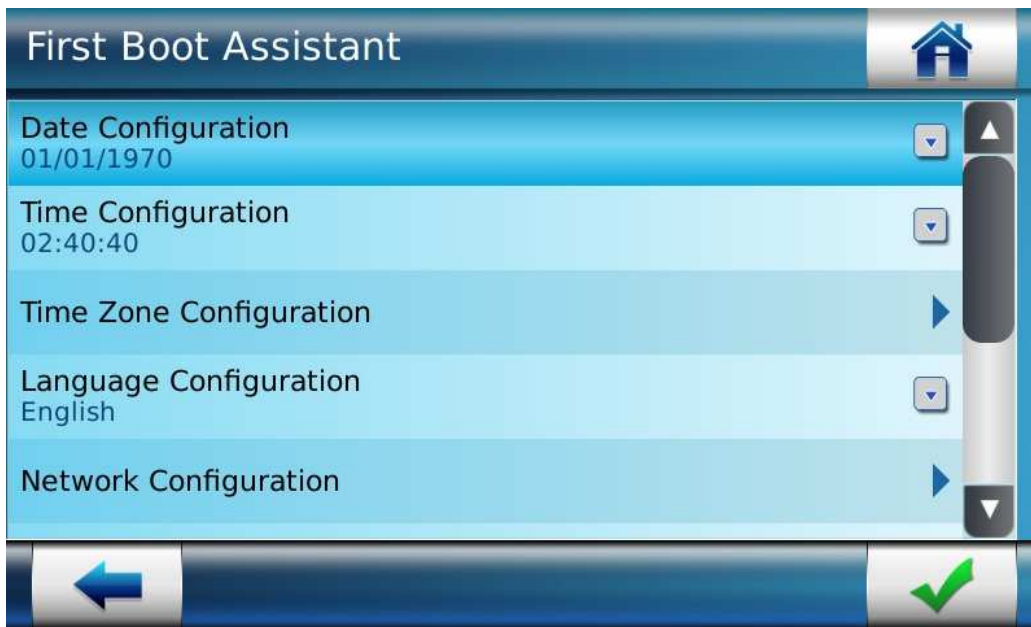 First Boot Assistant
Date Configuration
01/01/1970
Time Configuration
02:40:40
Time Zone Configuration
Language Configuration
English
Network Configuration